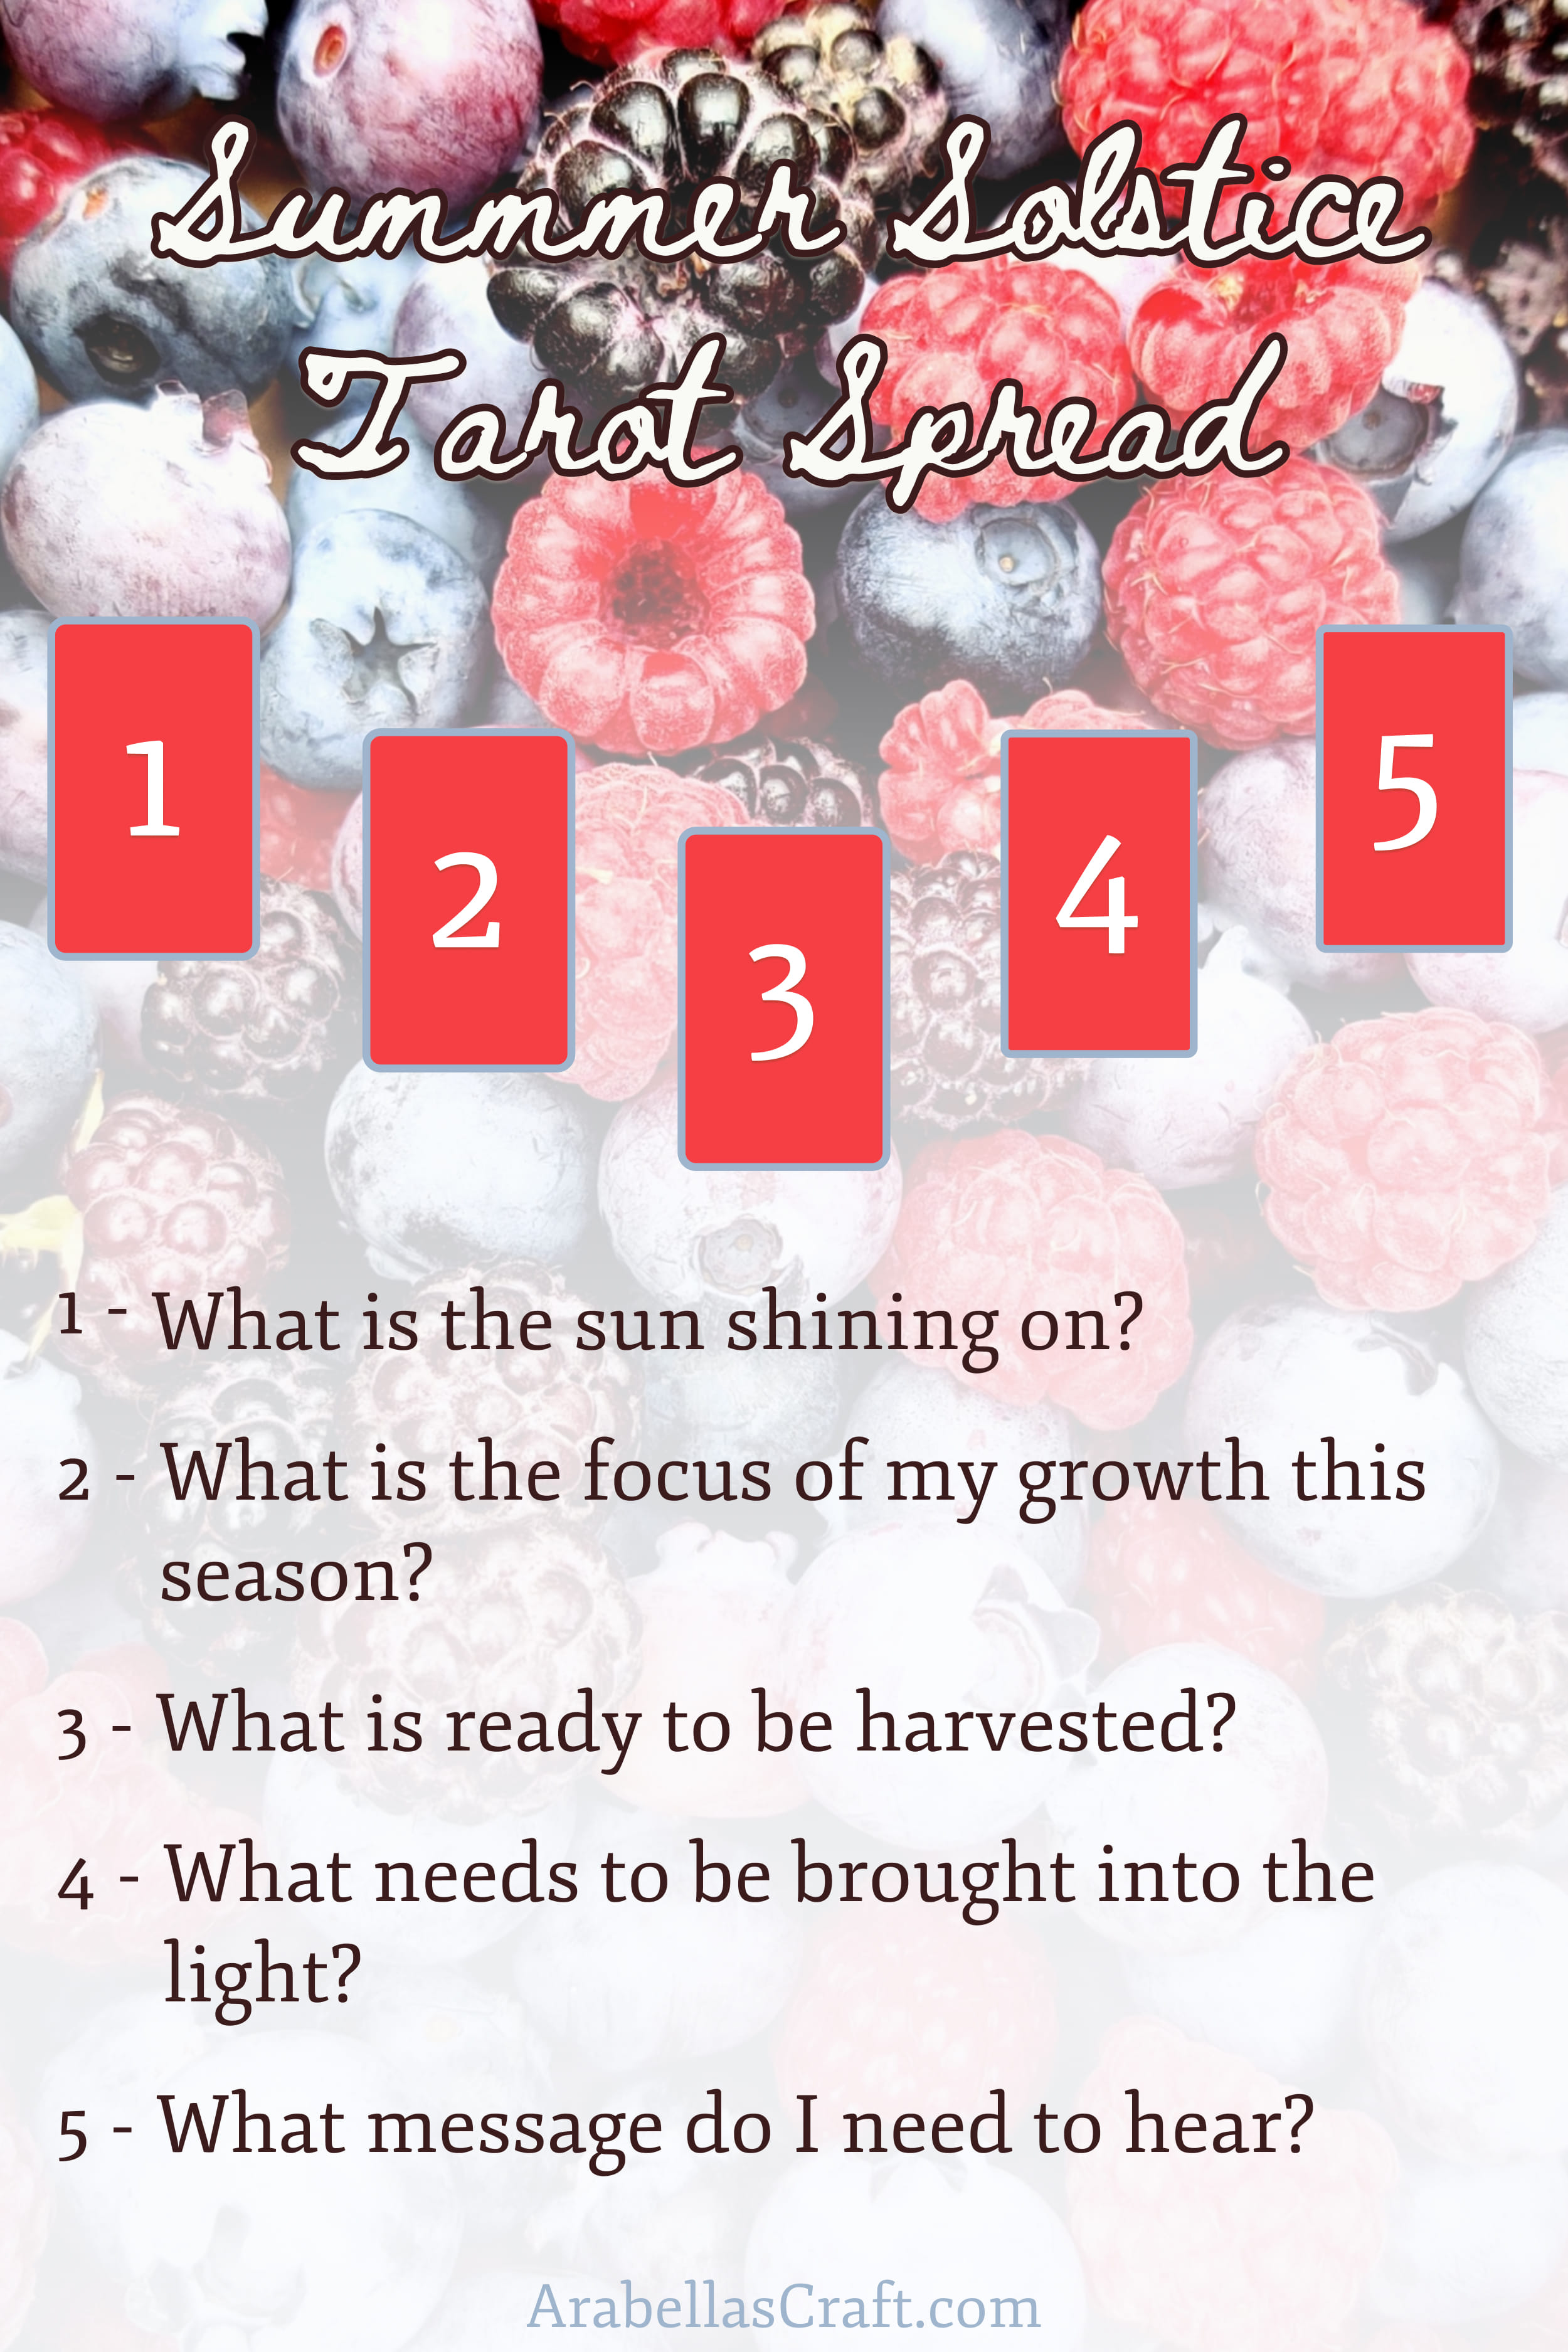 Summmer Solstice
Tarot Spread
1
2
3
4
5
1 - What is the sun shining on?
2 - What is the focus of my growth this
season?
3 - What is ready to be harvested?
4 - What needs to be brought into the
light?
5 - What message do I need to hear?
ArabellasCraft.com